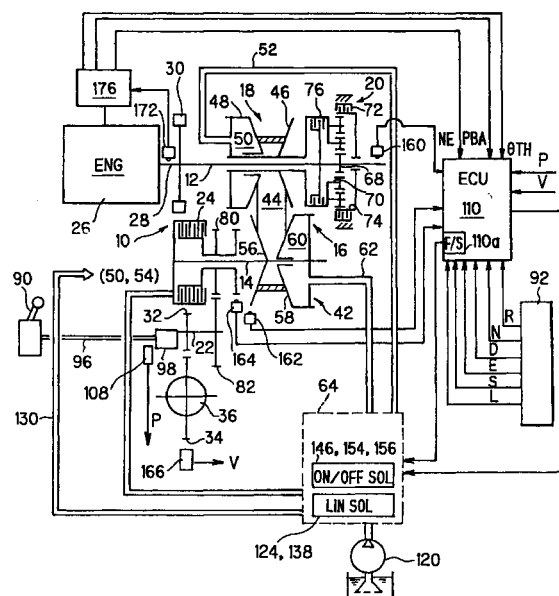 52
176
30
18
46
76
20
72
48
172
50
160
NE
PBA
θTH
P
V
ENG
ECU
110
F/S
110a
12
68
28
70
74
26
24
44
10
80
16
60
56
62
92
90
(50, 54)
14
58
42
R
N
D
E
S
L
32
22
164
162
96
98
108
82
64
36
130
P
34
166
V
146, 154, 156
ON/OFF SOL
LIN SOL
124, 138
120